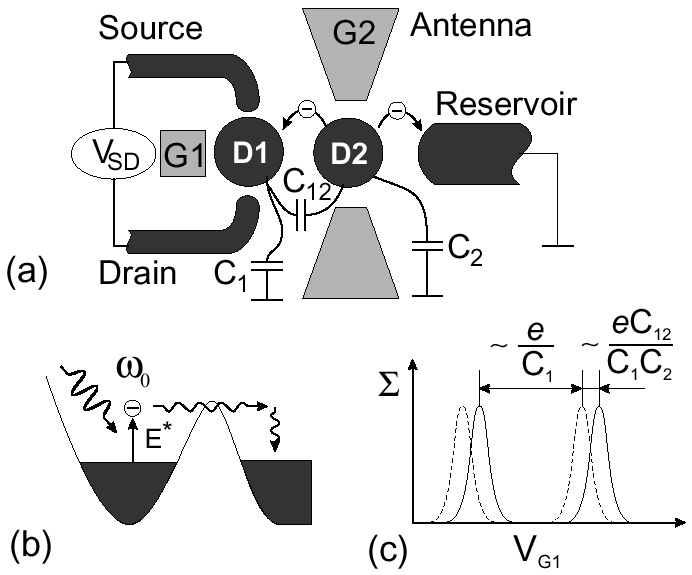 Source
G2
Antenna
Reservoir
V_SD
G1
D1
D2
C_12
Drain
C_1
C_2
(a)
ω_0
E*
(b)
~ e/C_1
~ eC_12/C_1C_2
Σ
(c)
V_G1